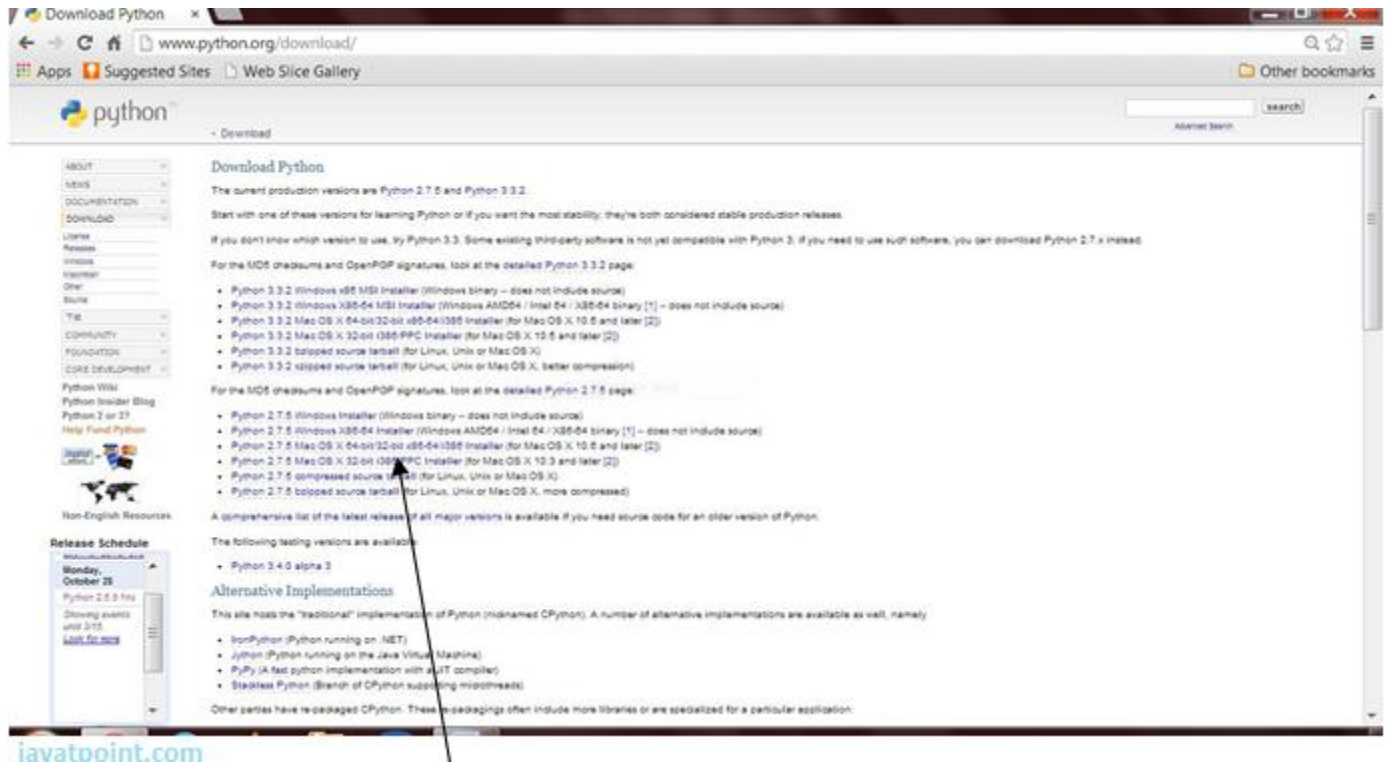 Download Python
www.python.org/download/
Apps Suggested Sites Web Slice Gallery Other bookmarks
python
search
Advanced Search
Download
ABOUT
NEWS
DOCUMENTATION
DOWNLOAD
License
Releases
Windows
Macintosh
Other
Source
COMMUNITY
FOUNDATION
CORE DEVELOPMENT
Python Wiki
Python Insider Blog
Python 2 or 3?
Help Fund Python
Non-English Resources
Release Schedule
Monday,
October 28
Showing events
until 3/15.
Look for more
Download Python
The current production versions are Python 2.7.5 and Python 3.3.2.
Start with one of these versions for learning Python or if you want the most stability; they're both considered stable production releases.
If you don't know which version to use, try Python 3.3. Some existing third-party software is not yet compatible with Python 3; if you need to use such software, you can download Python 2.7.x instead.
For the MD5 checksums and OpenPGP signatures, look at the detailed Python 3.3.2 page:
Python 3.3.2 Windows x86 MSI Installer (Windows binary -- does not include source)
Python 3.3.2 Windows X86-64 MSI Installer (Windows AMD64 / Intel 64 / X86-64 binary [1] -- does not include source)
Python 3.3.2 Mac OS X 64-bit/32-bit x86-64/i386 Installer (for Mac OS X 10.6 and later [2])
Python 3.3.2 Mac OS X 32-bit i386/PPC Installer (for Mac OS X 10.5 and later [2])
Python 3.3.2 bzipped source tarball (for Linux, Unix or Mac OS X)
Python 3.3.2 xzipped source tarball (for Linux, Unix or Mac OS X, better compression)
For the MD5 checksums and OpenPGP signatures, look at the detailed Python 2.7.5 page:
Python 2.7.5 Windows Installer (Windows binary -- does not include source)
Python 2.7.5 Windows X86-64 Installer (Windows AMD64 / Intel 64 / X86-64 binary [1] -- does not include source)
Python 2.7.5 Mac OS X 64-bit/32-bit x86-64/i386 Installer (for Mac OS X 10.6 and later [2])
Python 2.7.5 Mac OS X 32-bit i386/PPC Installer (for Mac OS X 10.3 and later [2])
Python 2.7.5 compressed source tarball (for Linux, Unix or Mac OS X)
Python 2.7.5 bzipped source tarball (for Linux, Unix or Mac OS X, more compressed)
A comprehensive list of the latest release of all major versions is available if you need source code for an older version of Python.
The following testing versions are available:
Python 3.4.0 alpha 3
Alternative Implementations
This site hosts the "traditional" implementation of Python (nicknamed CPython). A number of alternative implementations are available as well, namely
IronPython (Python running on .NET)
Jython (Python running on the Java Virtual Machine)
PyPy (A fast python implementation with a JIT compiler)
Stackless Python (Branch of CPython supporting microthreads)
Other parties have re-packaged CPython. These re-packagings often include more libraries or are specialized for a particular application:
javatpoint.com